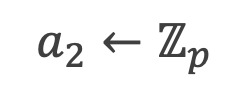 a₂ ← ℤₚ